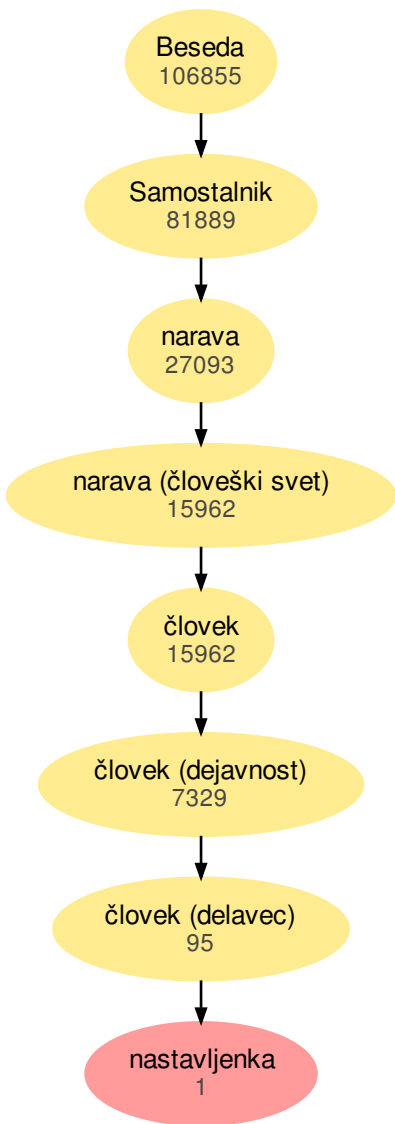 Beseda
106855
Samostalnik
81889
narava
27093
narava (človeški svet)
15962
človek
15962
človek (dejavnost)
7329
človek (delavec)
95
nastavljenka
1